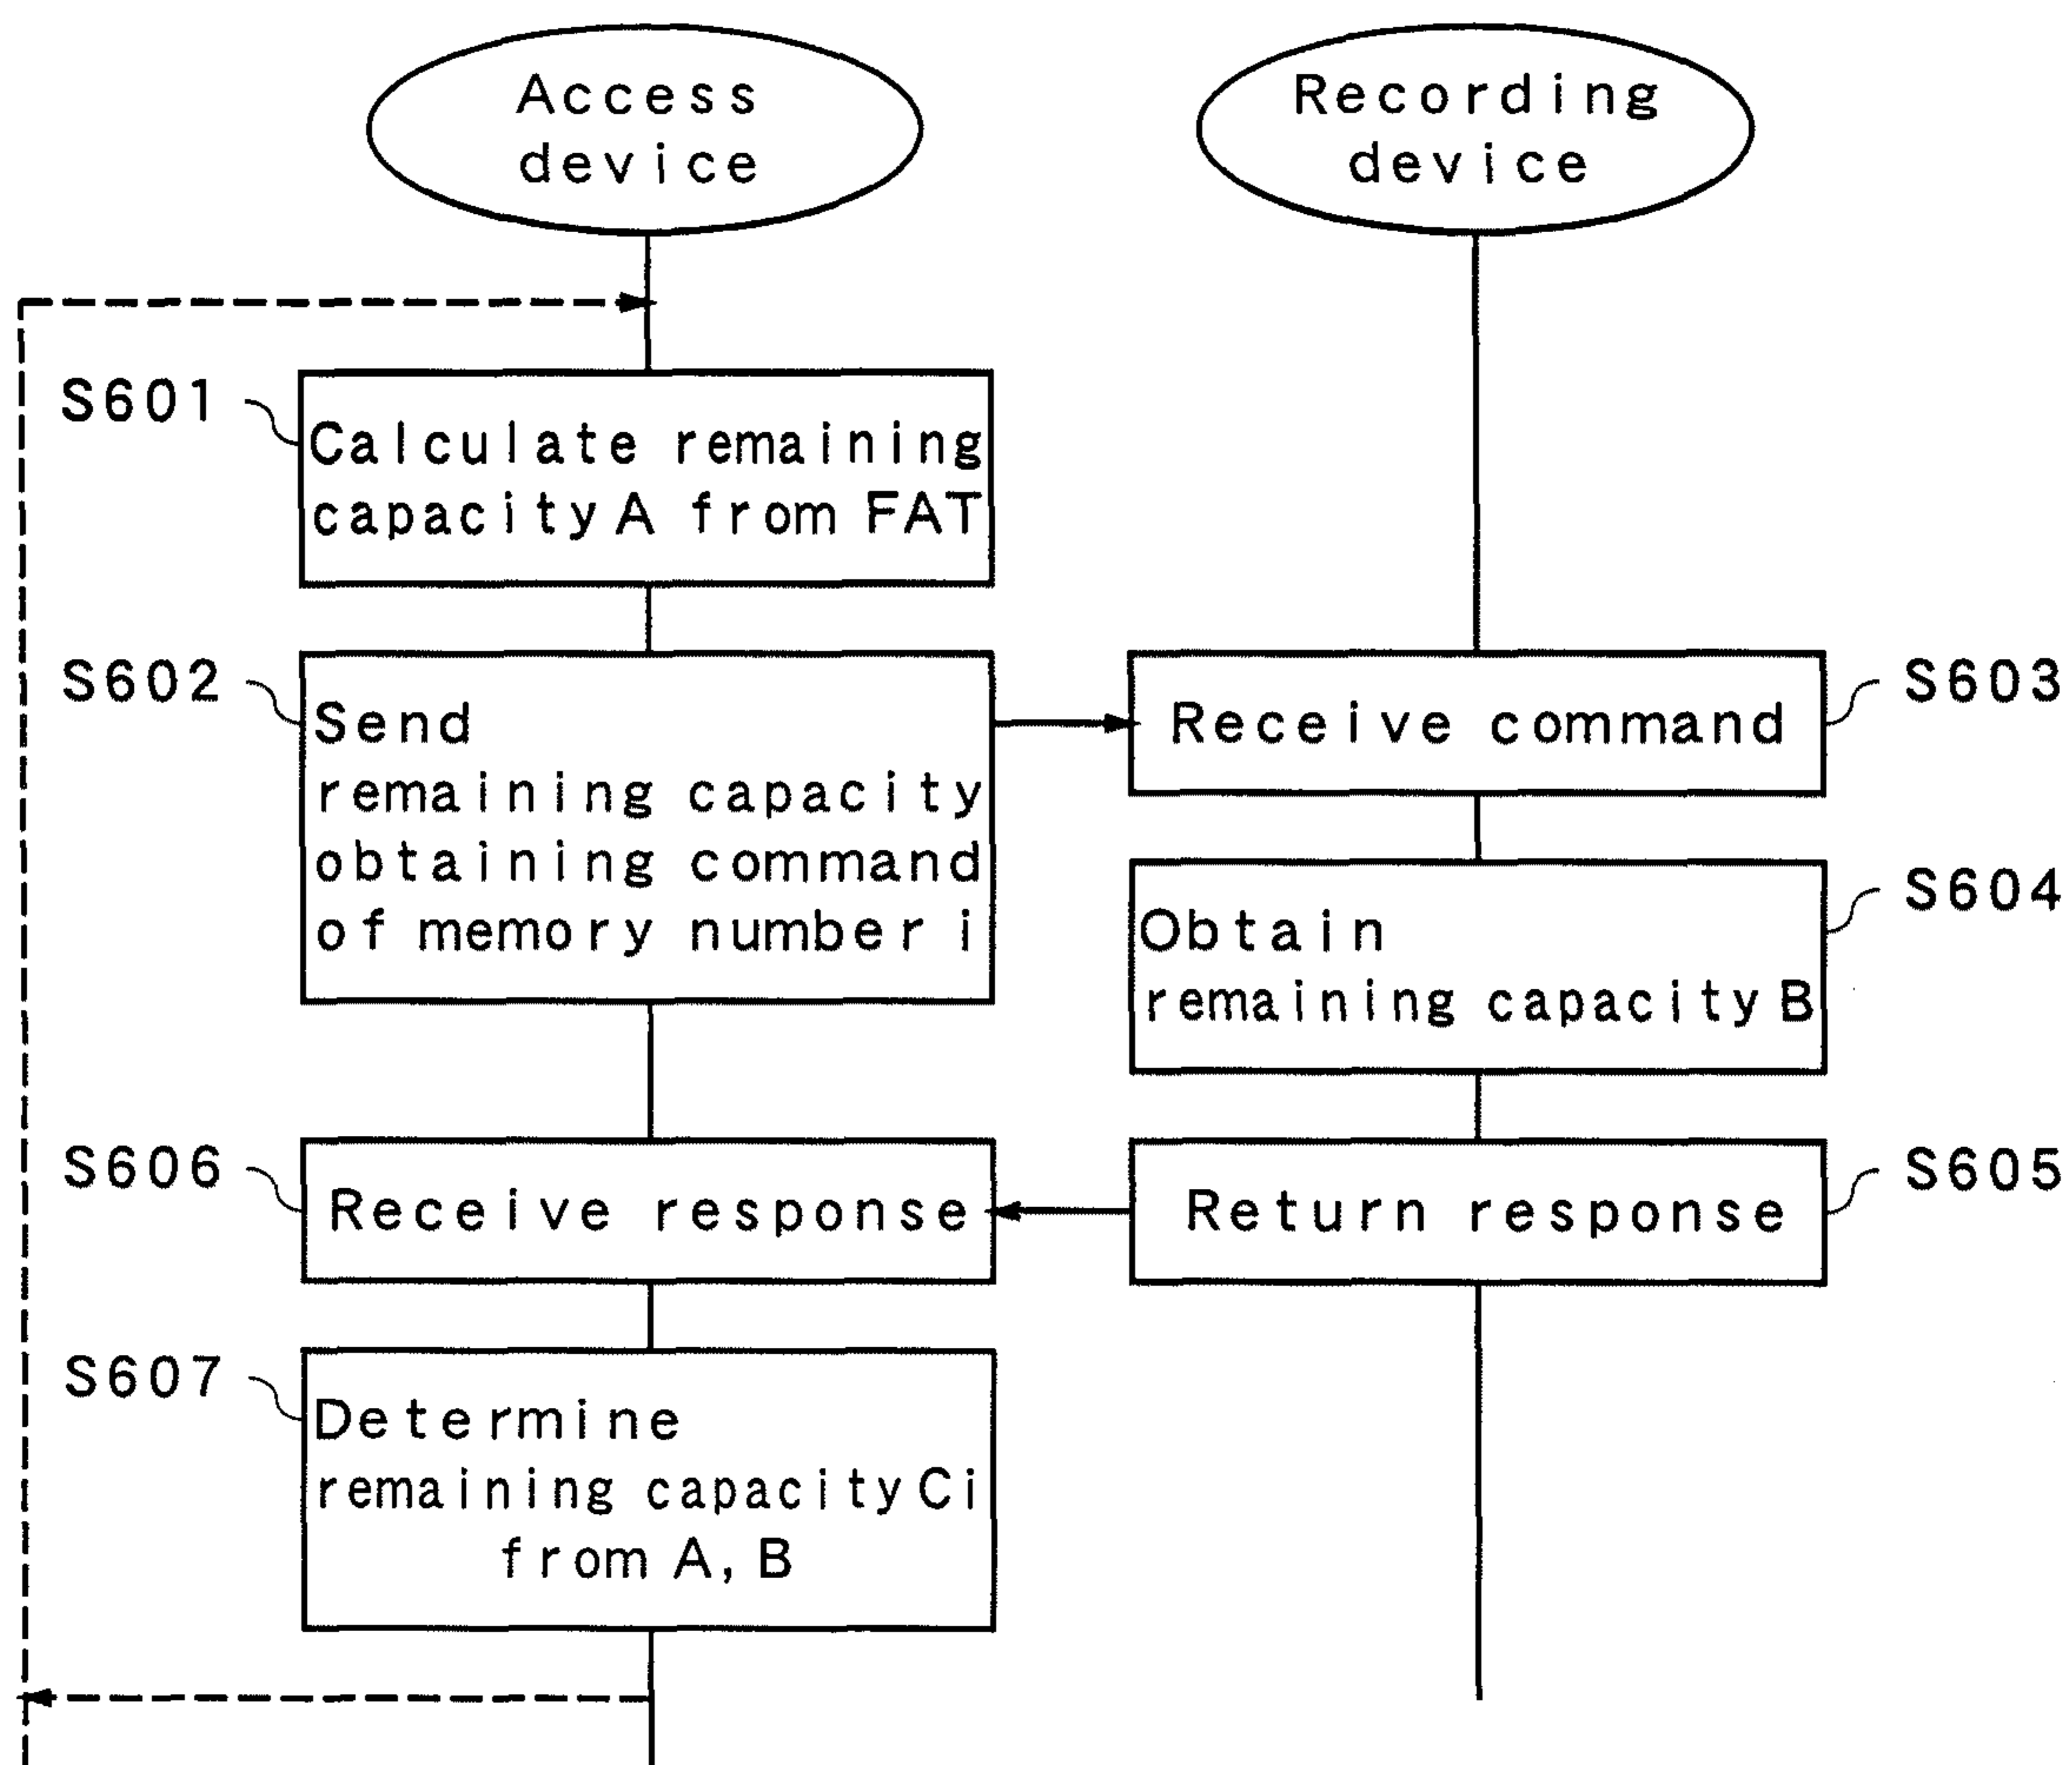 Access
device
Recording
device
S601
Calculate remaining
capacity A from FAT
S602
Send
remaining capacity
obtaining command
of memory number i
S603
Receive command
S604
Obtain
remaining capacity B
S606
Receive response
S605
Return response
S607
Determine
remaining capacity Ci
from A, B